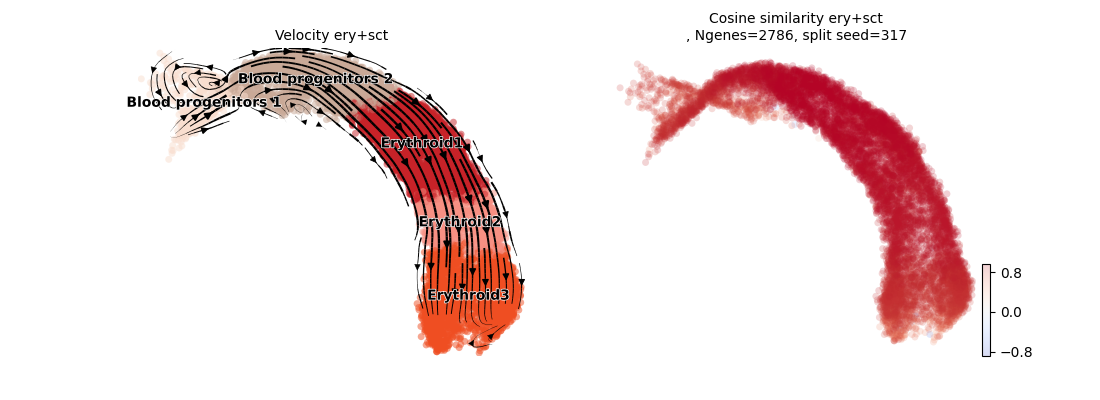 Velocity ery+sct
Blood progenitors 2
Blood progenitors 1
Erythroid1
Erythroid2
Erythroid3
Cosine similarity ery+sct
, Ngenes=2786, split seed=317
0.8
0.0
−0.8